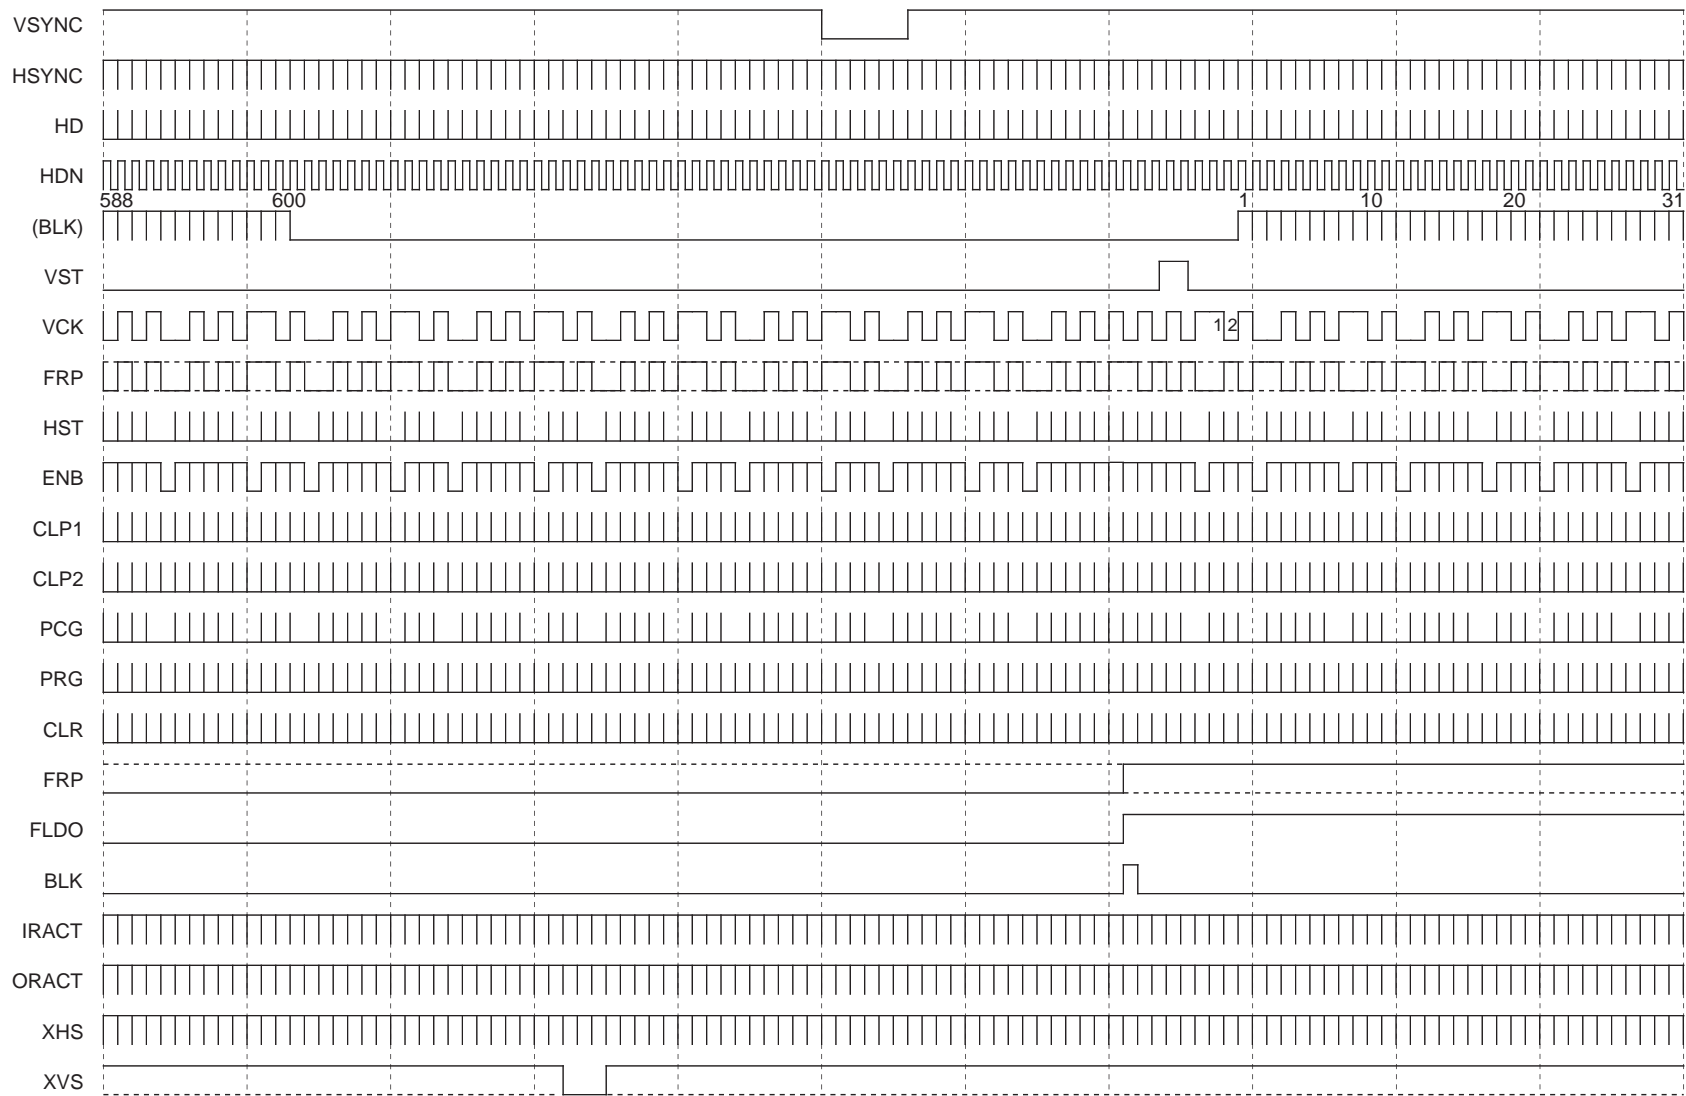 VSYNC
HSYNC
HD
HDN
588 600 1 10 20 31
(BLK)
VST
VCK
1 2
FRP
HST
ENB
CLP1
CLP2
PCG
PRG
CLR
FRP
FLDO
BLK
IRACT
ORACT
XHS
XVS